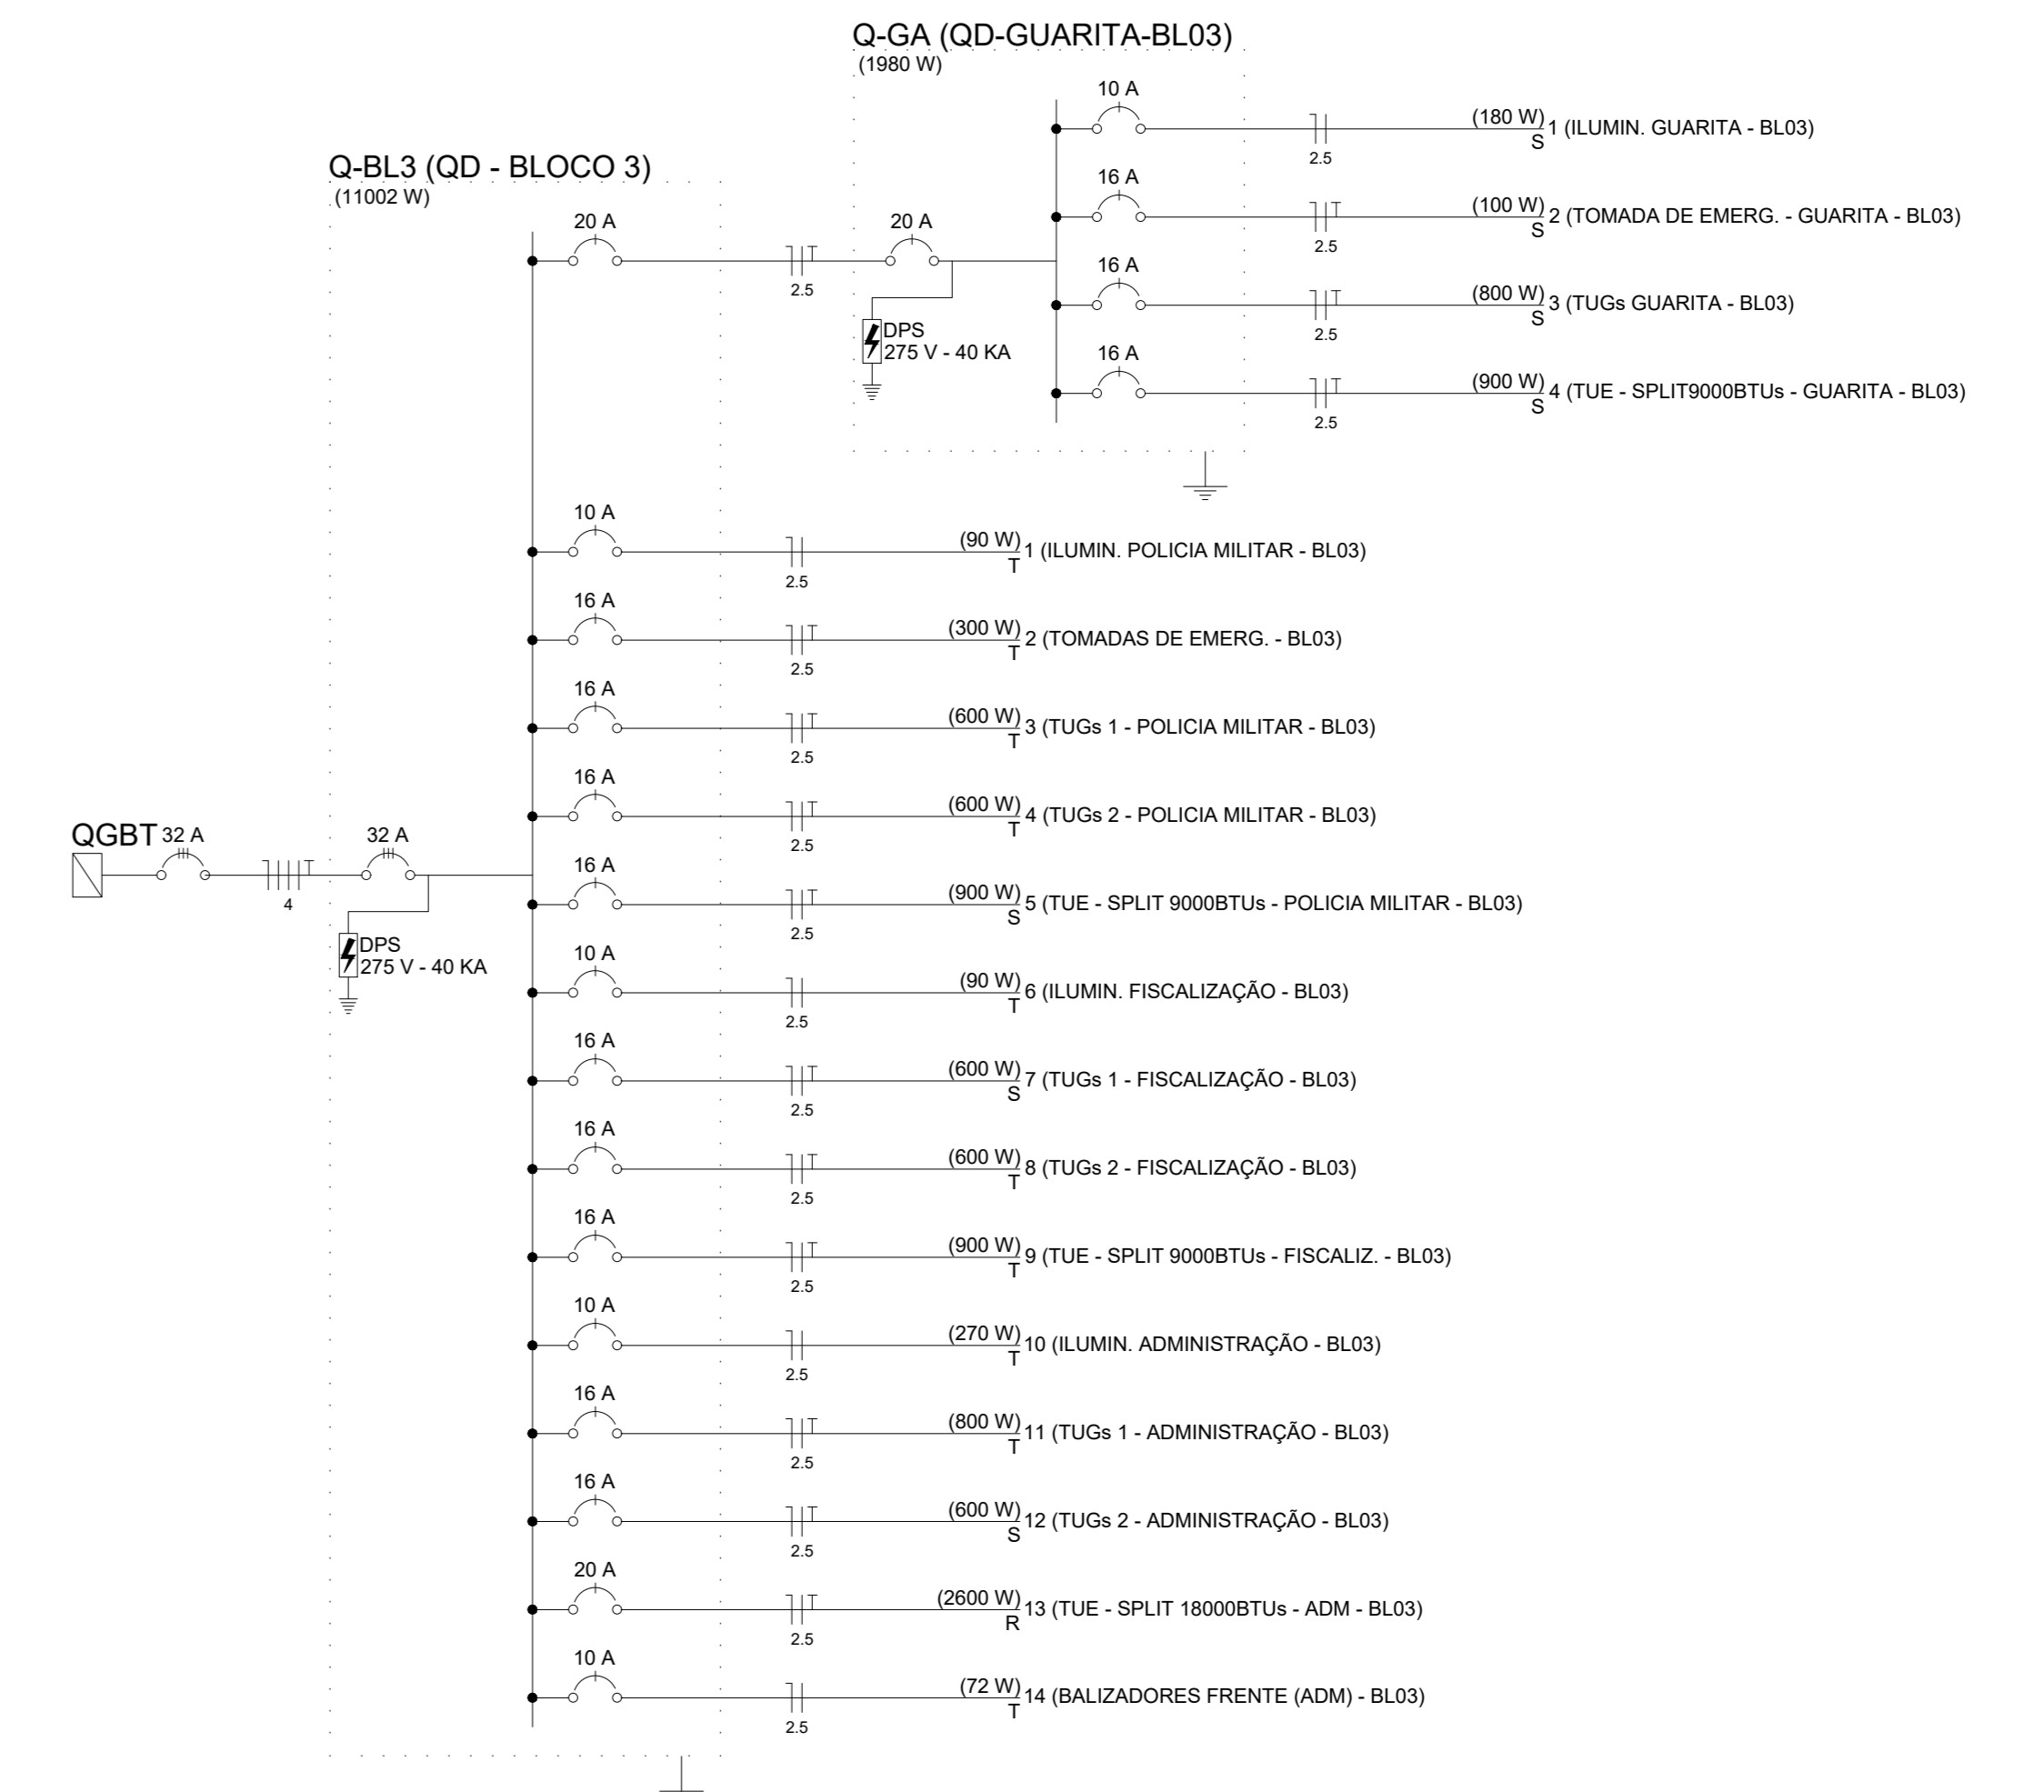 Q-GA (QD-GUARITA-BL03)
(1980 W)
10 A
(180 W) 1 (ILUMIN. GUARITA - BL03)
S
2.5
16 A
(100 W) 2 (TOMADA DE EMERG. - GUARITA - BL03)
S
2.5
16 A
(800 W) 3 (TUGs GUARITA - BL03)
S
2.5
16 A
(900 W) 4 (TUE - SPLIT9000BTUs - GUARITA - BL03)
S
2.5
20 A
DPS
275 V - 40 KA
Q-BL3 (QD - BLOCO 3)
(11002 W)
20 A
2.5
10 A
(90 W) 1 (ILUMIN. POLICIA MILITAR - BL03)
T
2.5
16 A
(300 W) 2 (TOMADAS DE EMERG. - BL03)
T
2.5
16 A
(600 W) 3 (TUGs 1 - POLICIA MILITAR - BL03)
T
2.5
16 A
(600 W) 4 (TUGs 2 - POLICIA MILITAR - BL03)
T
2.5
QGBT 32 A
4
32 A
DPS
275 V - 40 KA
16 A
(900 W) 5 (TUE - SPLIT 9000BTUs - POLICIA MILITAR - BL03)
S
2.5
10 A
(90 W) 6 (ILUMIN. FISCALIZAÇÃO - BL03)
T
2.5
16 A
(600 W) 7 (TUGs 1 - FISCALIZAÇÃO - BL03)
S
2.5
16 A
(600 W) 8 (TUGs 2 - FISCALIZAÇÃO - BL03)
T
2.5
16 A
(900 W) 9 (TUE - SPLIT 9000BTUs - FISCALIZ. - BL03)
T
2.5
10 A
(270 W) 10 (ILUMIN. ADMINISTRAÇÃO - BL03)
T
2.5
16 A
(800 W) 11 (TUGs 1 - ADMINISTRAÇÃO - BL03)
T
2.5
16 A
(600 W) 12 (TUGs 2 - ADMINISTRAÇÃO - BL03)
S
2.5
20 A
(2600 W) 13 (TUE - SPLIT 18000BTUs - ADM - BL03)
R
2.5
10 A
(72 W) 14 (BALIZADORES FRENTE (ADM) - BL03)
T
2.5